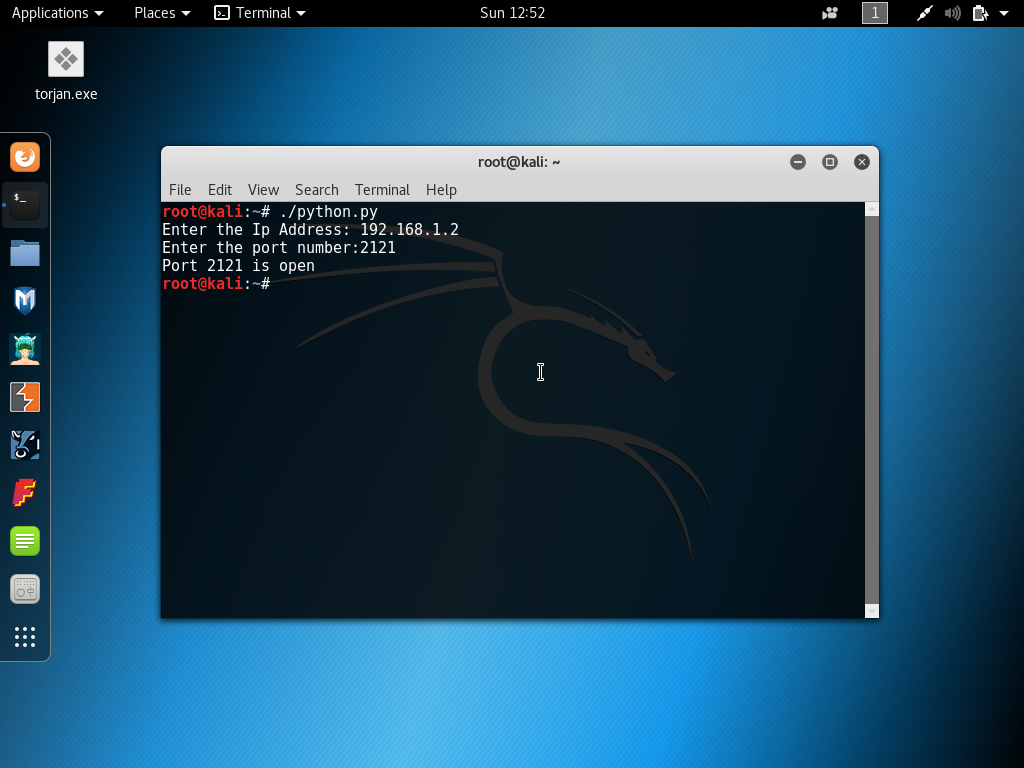 Applications Places Terminal Sun 12:52 1
torjan.exe
root@kali: ~
File Edit View Search Terminal Help
root@kali:~# ./python.py
Enter the Ip Address: 192.168.1.2
Enter the port number:2121
Port 2121 is open
root@kali:~#